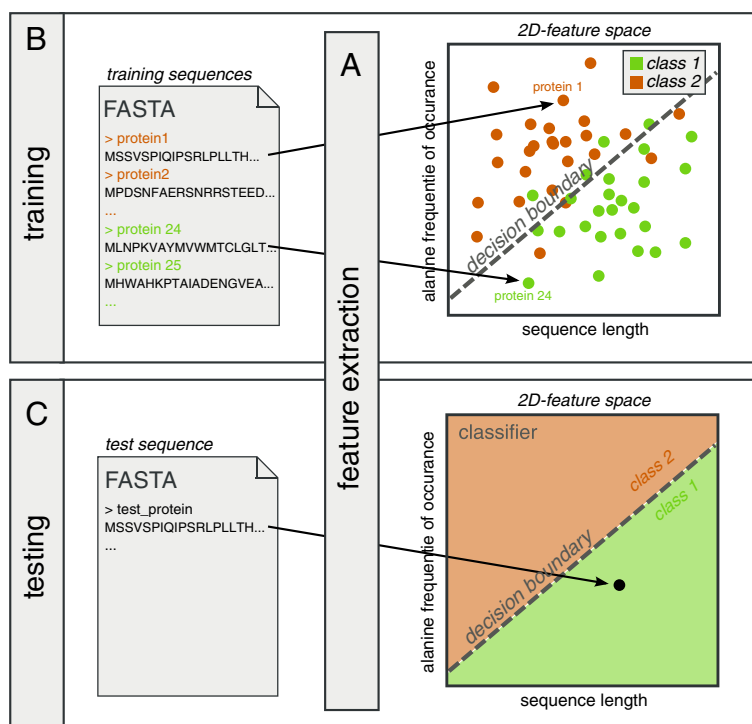 B
training
training sequences
FASTA
> protein1
MSSVSPIQIPSRLPLLTH...
> protein2
MPDSNFAERSNRRSTEED...
...
> protein 24
MLNPKVAYMVWMTCLGLT...
> protein 25
MHWAHKPTAIADENGVEA...
...
A
feature extraction
2D-feature space
class 1
class 2
protein 1
decision boundary
protein 24
alanine frequentie of occurance
sequence length
C
testing
test sequence
FASTA
> test_protein
MSSVSPIQIPSRLPLLTH...
...
2D-feature space
classifier
class 2
class 1
decision boundary
alanine frequentie of occurance
sequence length